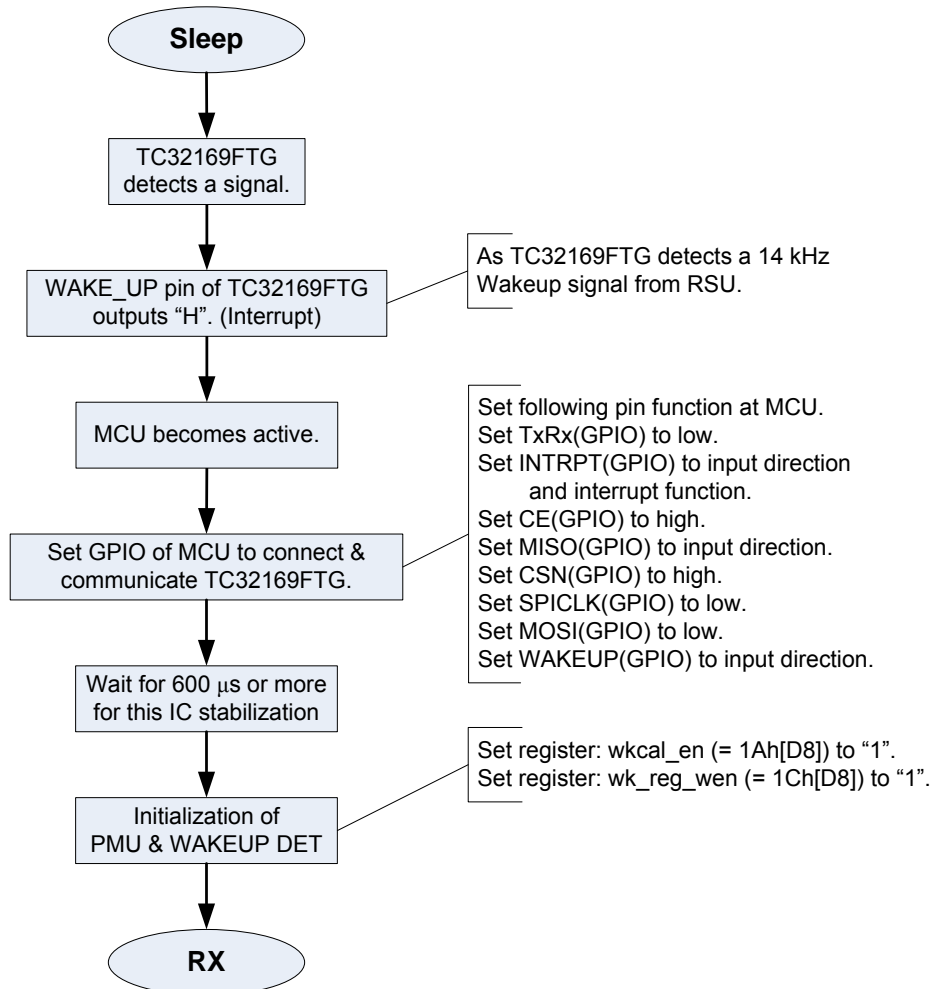 Sleep
TC32169FTG
detects a signal.
WAKE_UP pin of TC32169FTG
outputs “H”. (Interrupt)
As TC32169FTG detects a 14 kHz
Wakeup signal from RSU.
MCU becomes active.
Set GPIO of MCU to connect &
communicate TC32169FTG.
Set following pin function at MCU.
Set TxRx(GPIO) to low.
Set INTRPT(GPIO) to input direction
and interrupt function.
Set CE(GPIO) to high.
Set MISO(GPIO) to input direction.
Set CSN(GPIO) to high.
Set SPICLK(GPIO) to low.
Set MOSI(GPIO) to low.
Set WAKEUP(GPIO) to input direction.
Wait for 600 μs or more
for this IC stabilization
Initialization of
PMU & WAKEUP DET
Set register: wkcal_en (= 1Ah[D8]) to “1”.
Set register: wk_reg_wen (= 1Ch[D8]) to “1”.
RX